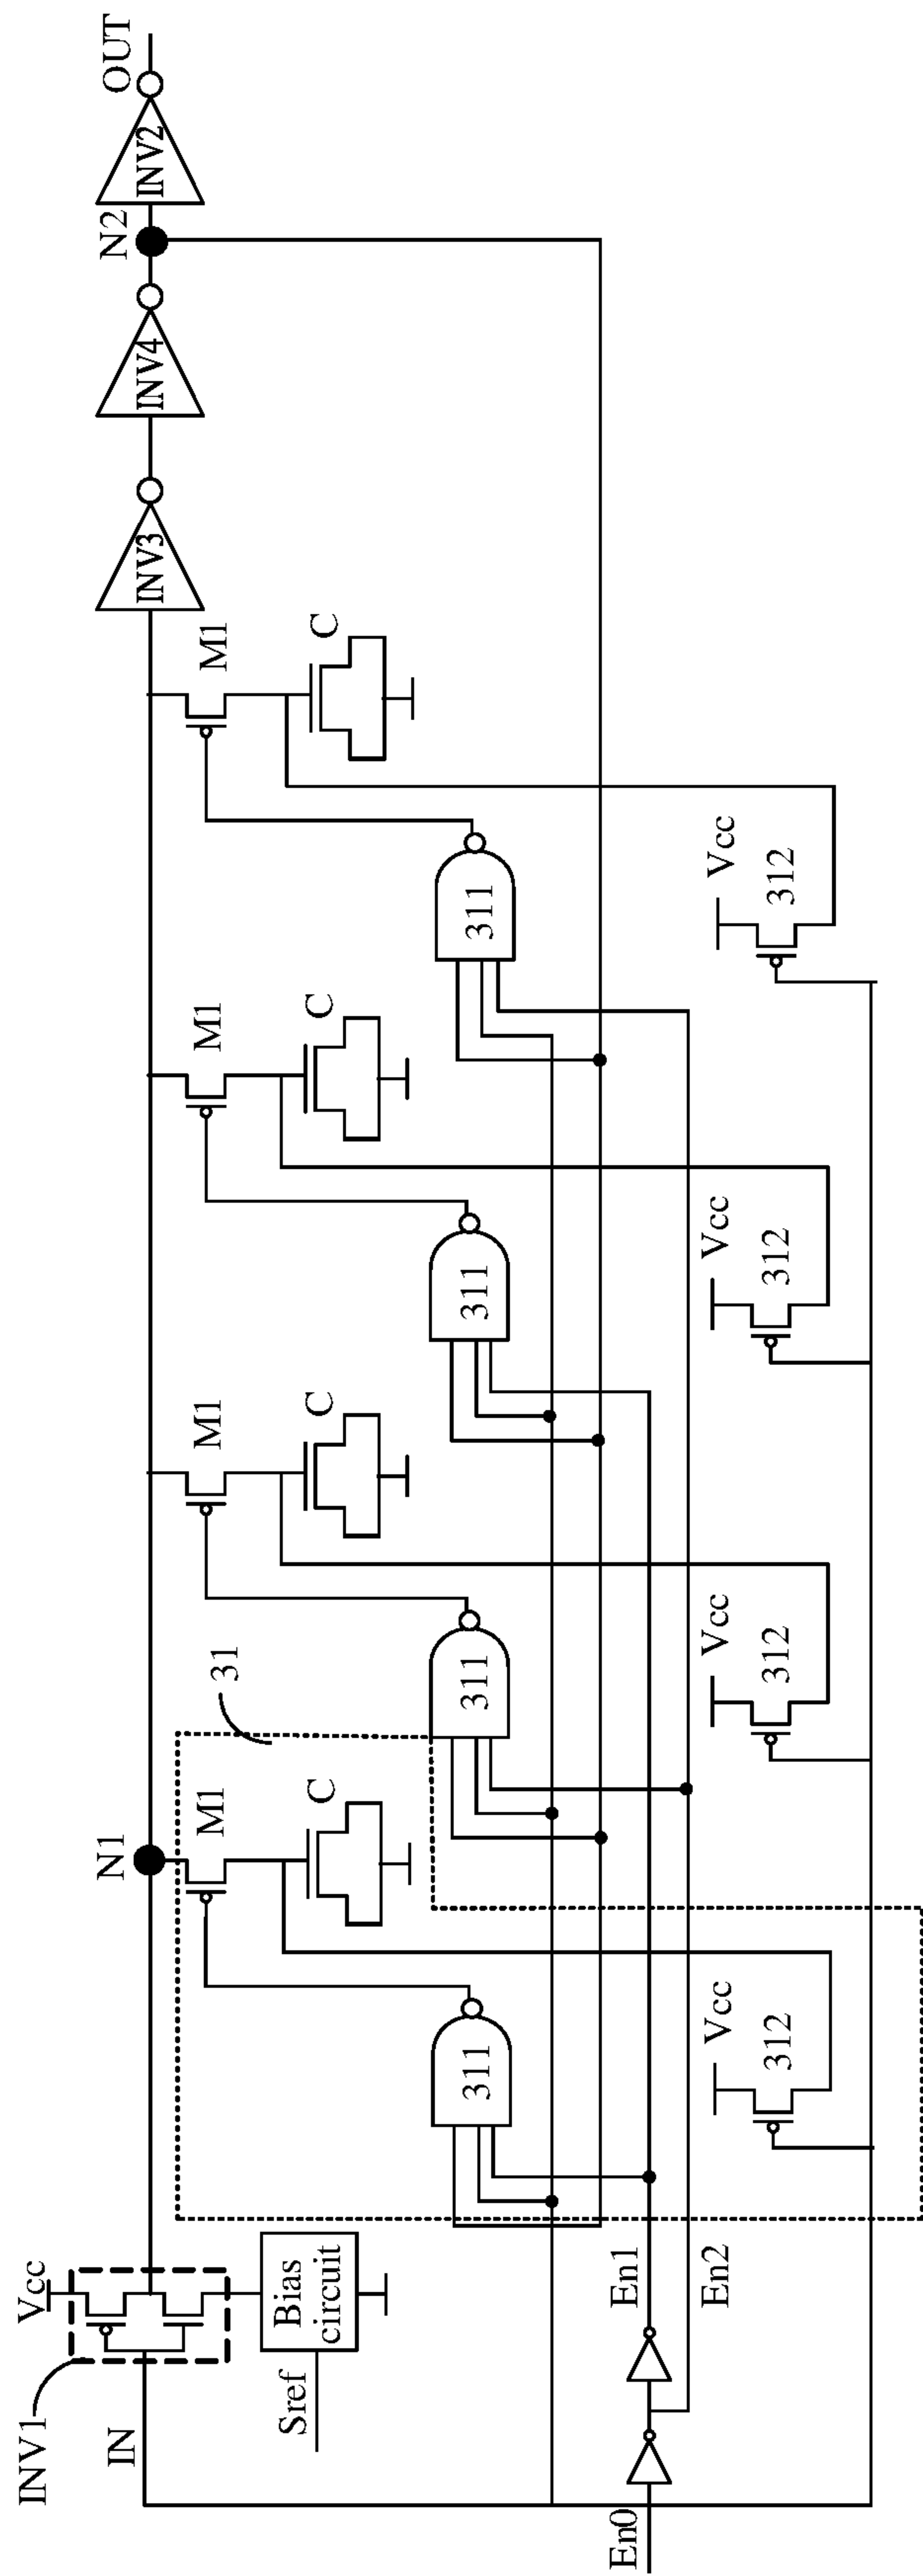 INV1
Vcc
IN
N1
INV3
INV4
N2
INV2
OUT
Sref
Bias
circuit
31
M1
C
M1
C
M1
C
M1
C
311
311
311
311
En0
En1
En2
Vcc
312
Vcc
312
Vcc
312
Vcc
312